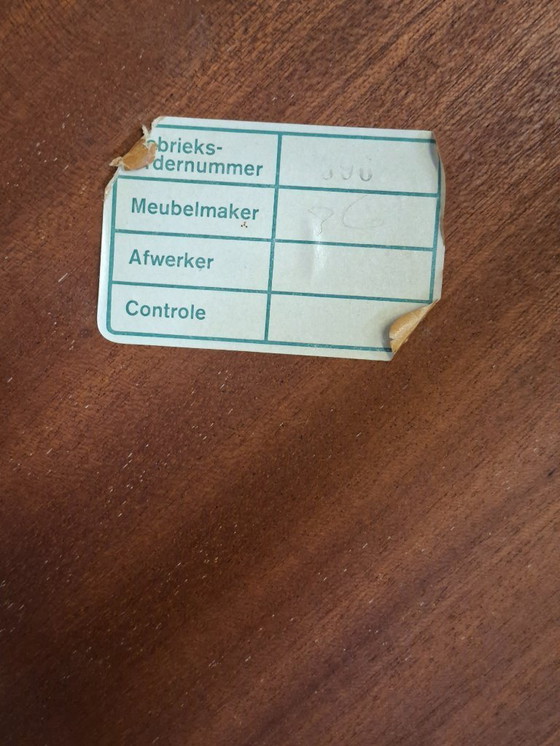 brieks-
dernummer
Meubelmaker
Afwerker
Controle